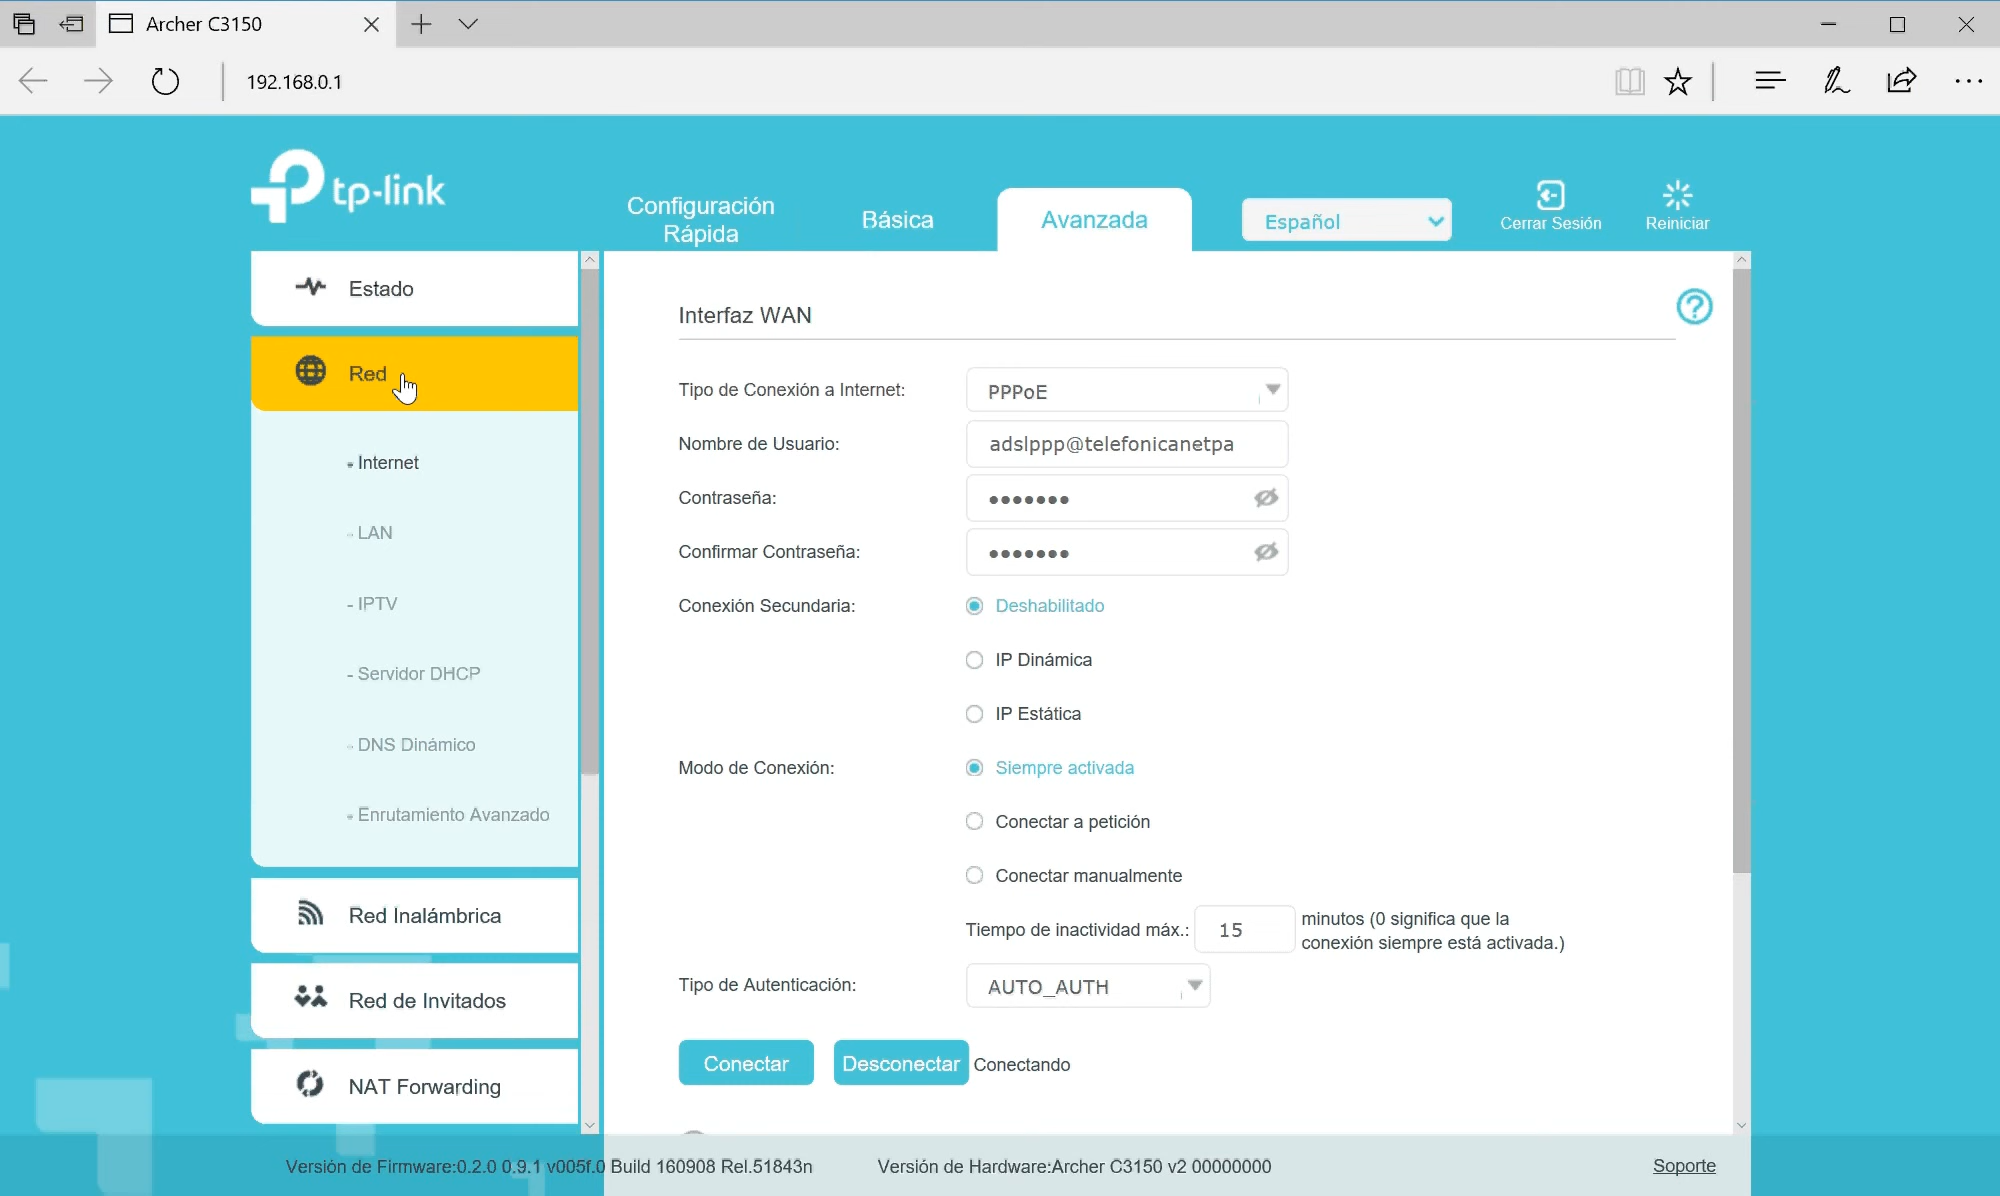 Archer C3150
192.168.0.1
tp-link
Configuración
Rápida
Básica
Avanzada
Español
Cerrar Sesión
Reiniciar
Estado
Red
- Internet
- LAN
- IPTV
- Servidor DHCP
- DNS Dinámico
- Enrutamiento Avanzado
Red Inalámbrica
Red de Invitados
NAT Forwarding
Interfaz WAN
Tipo de Conexión a Internet: PPPoE
Nombre de Usuario: adslppp@telefonicanetpa
Contraseña: •••••••
Confirmar Contraseña: •••••••
Conexión Secundaria: Deshabilitado
IP Dinámica
IP Estática
Modo de Conexión: Siempre activada
Conectar a petición
Conectar manualmente
Tiempo de inactividad máx.: 15 minutos (0 significa que la
conexión siempre está activada.)
Tipo de Autenticación: AUTO_AUTH
Conectar Desconectar Conectando
Versión de Firmware:0.2.0 0.9.1 v005f.0 Build 160908 Rel.51843n Versión de Hardware:Archer C3150 v2 00000000 Soporte